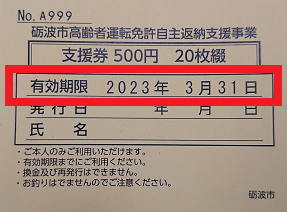 No. A999
砺波市高齢者運転免許自主返納支援事業
支援券500円 20枚綴
有効期限 2023年 3月31日
発行日 年 月 日
氏名
・ご本人のみご利用いただけます。
・有効期限までにご利用ください。
・換金及び再発行はできません。
・お釣りはでませんのでご注意ください。
砺波市